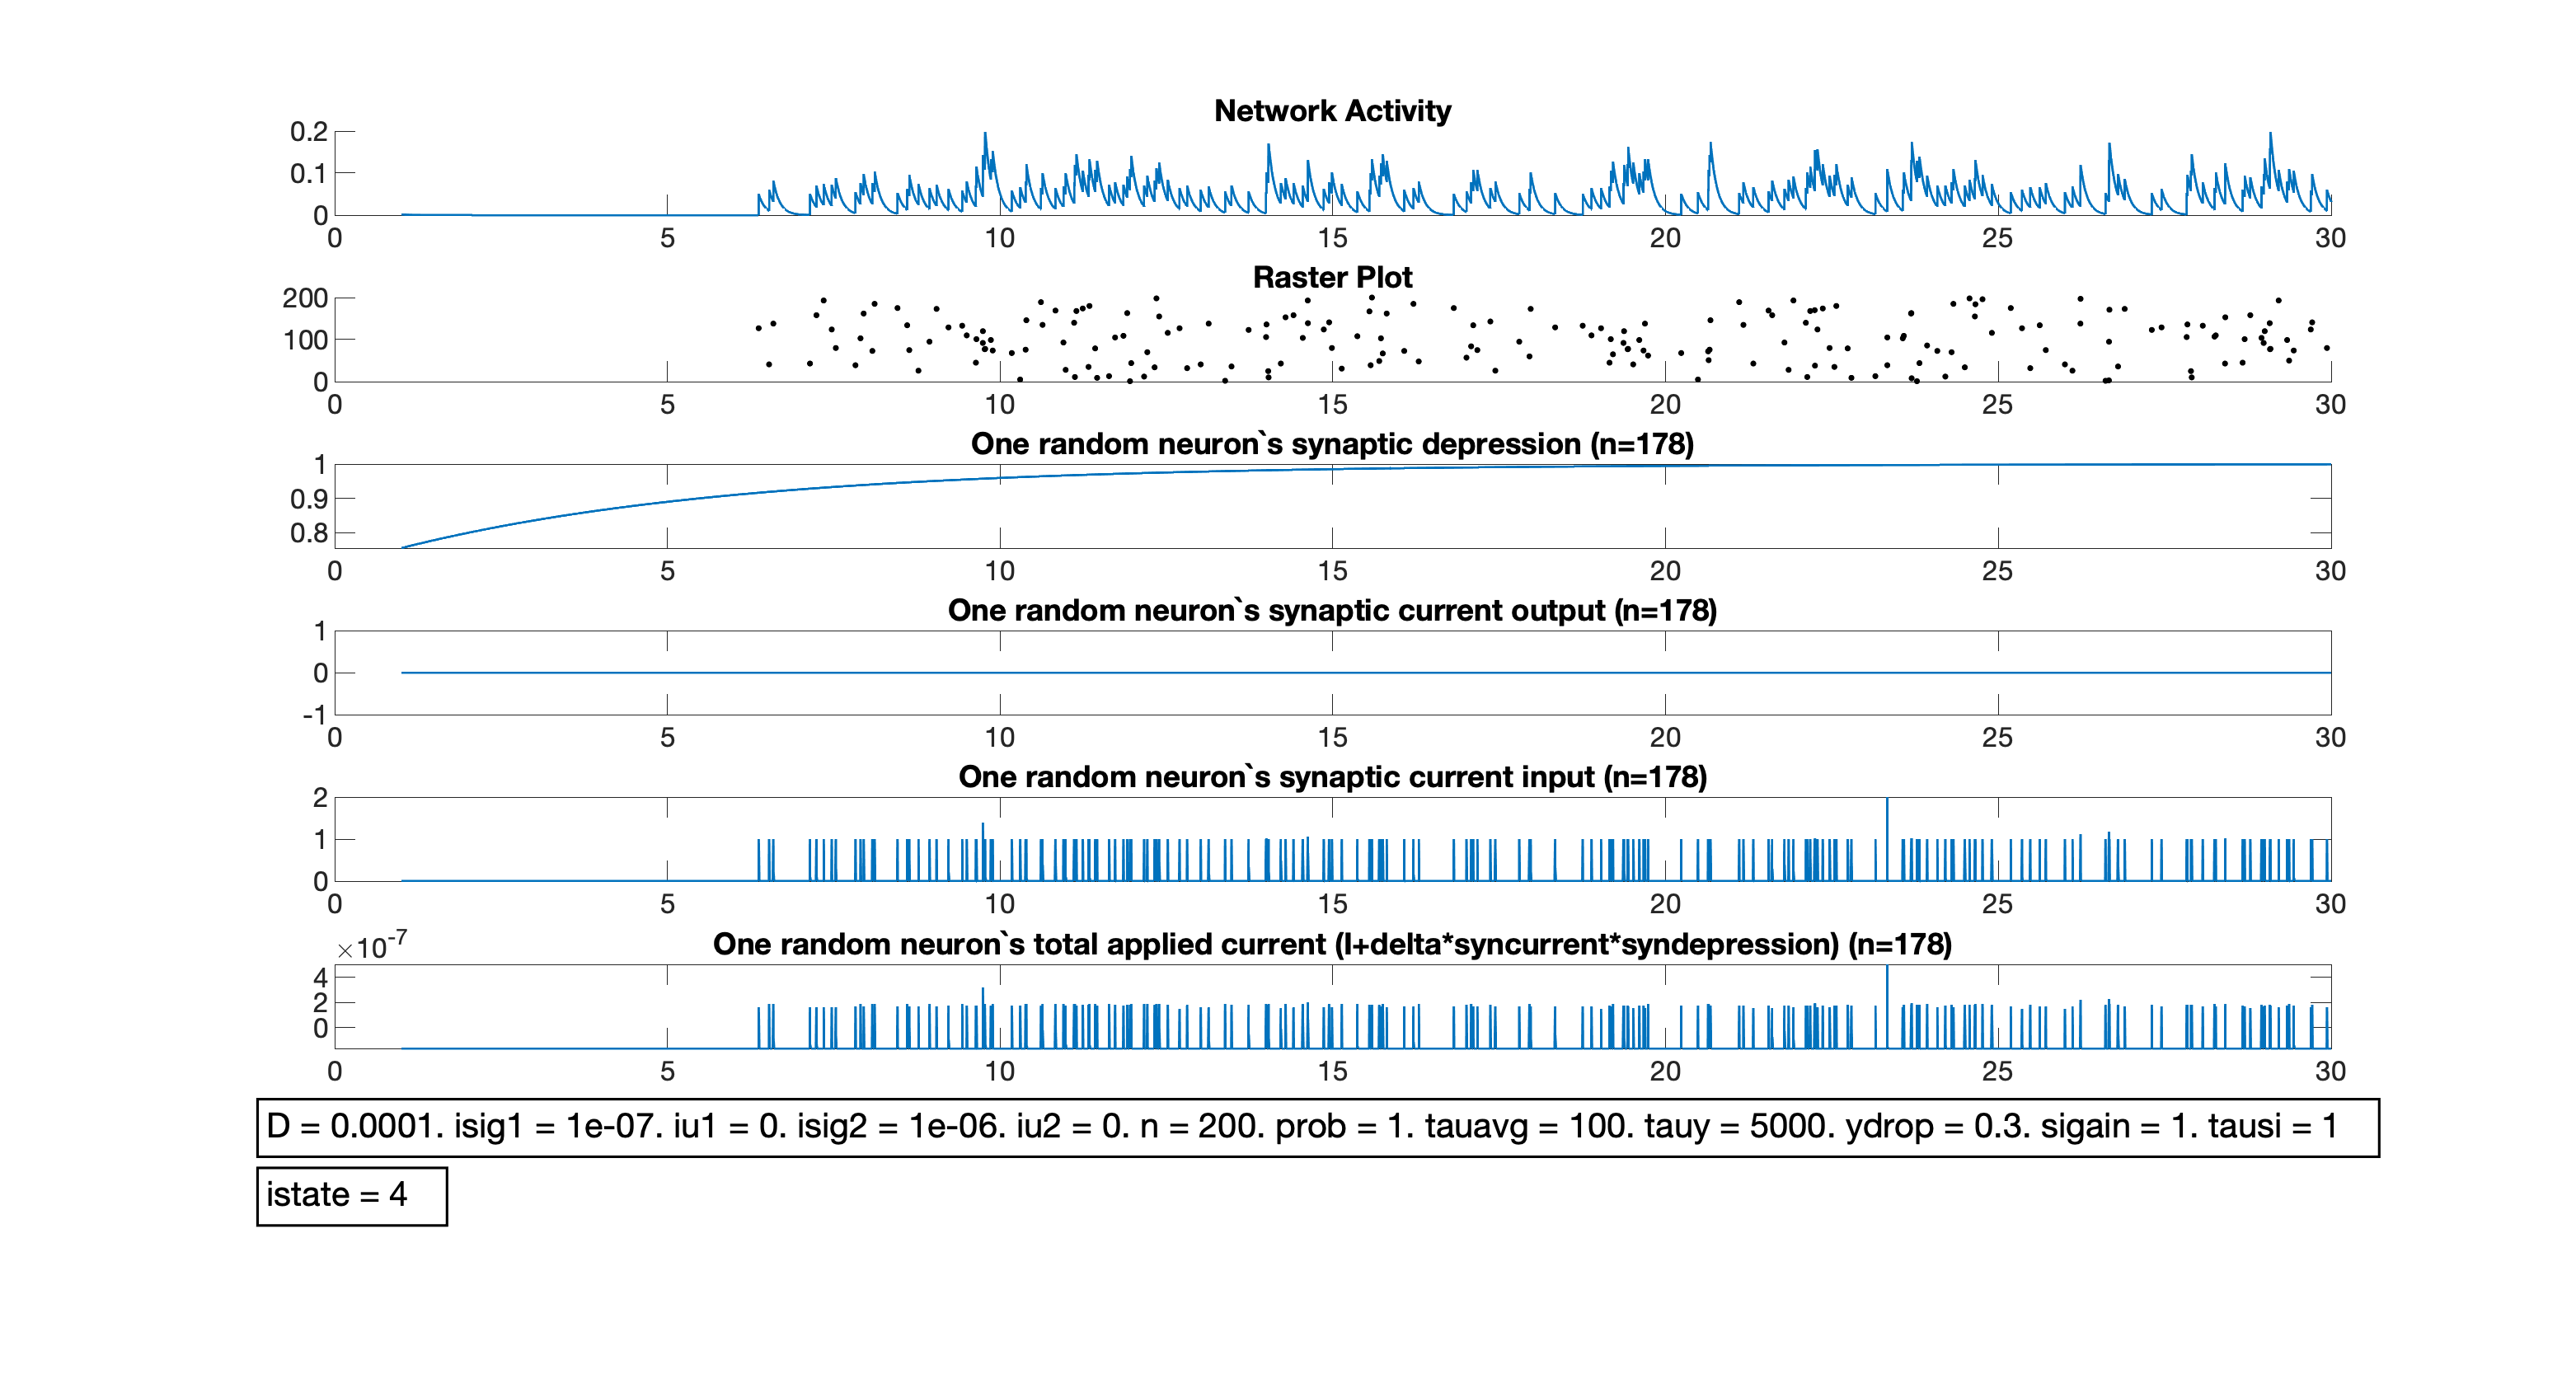 Network Activity
0.2
0.1
0
0 5 10 15 20 25 30
Raster Plot
200
100
0
0 5 10 15 20 25 30
One random neuron`s synaptic depression (n=178)
1
0.9
0.8
0 5 10 15 20 25 30
One random neuron`s synaptic current output (n=178)
1
0
-1
0 5 10 15 20 25 30
One random neuron`s synaptic current input (n=178)
2
1
0
0 5 10 15 20 25 30
×10-7 One random neuron`s total applied current (I+delta*syncurrent*syndepression) (n=178)
4
2
0
0 5 10 15 20 25 30
D = 0.0001. isig1 = 1e-07. iu1 = 0. isig2 = 1e-06. iu2 = 0. n = 200. prob = 1. tauavg = 100. tauy = 5000. ydrop = 0.3. sigain = 1. tausi = 1
istate = 4